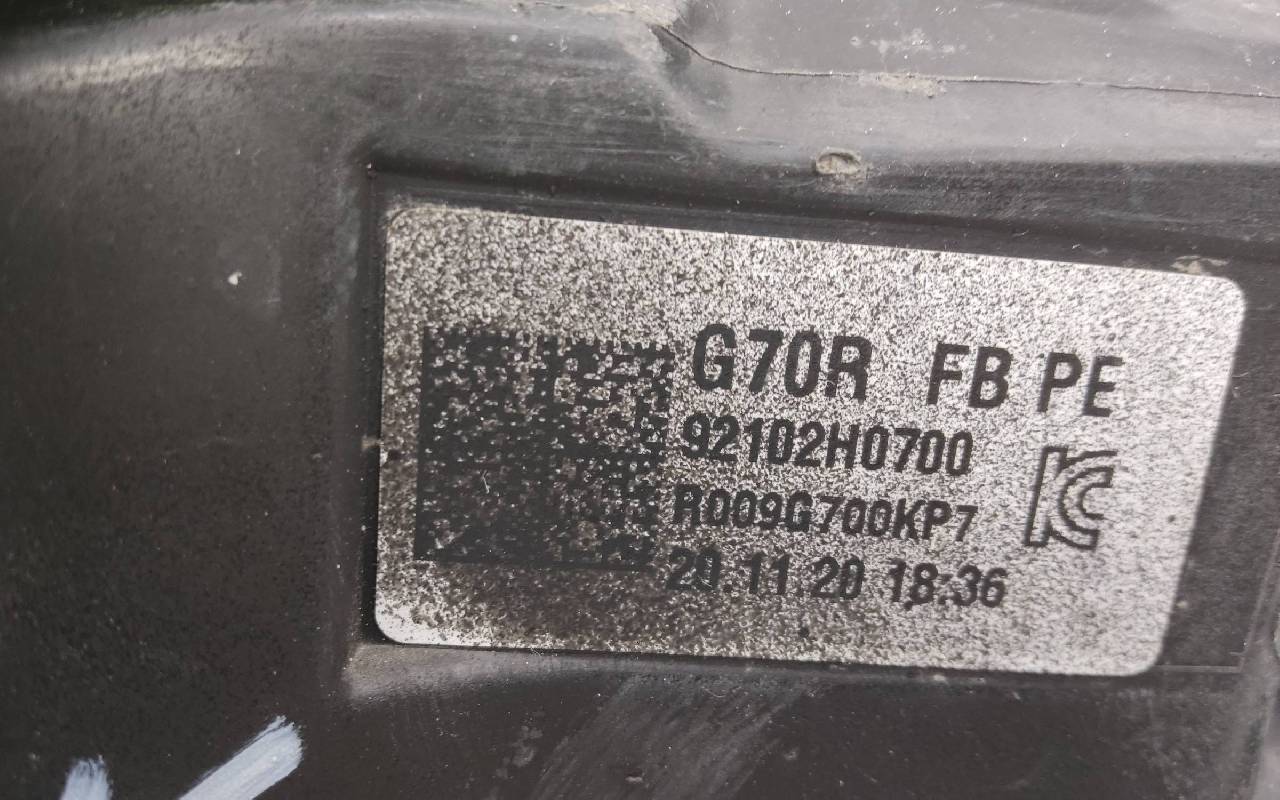 G70R FB PE
92102H0700
R009G700KP7
20.11.20 18:36